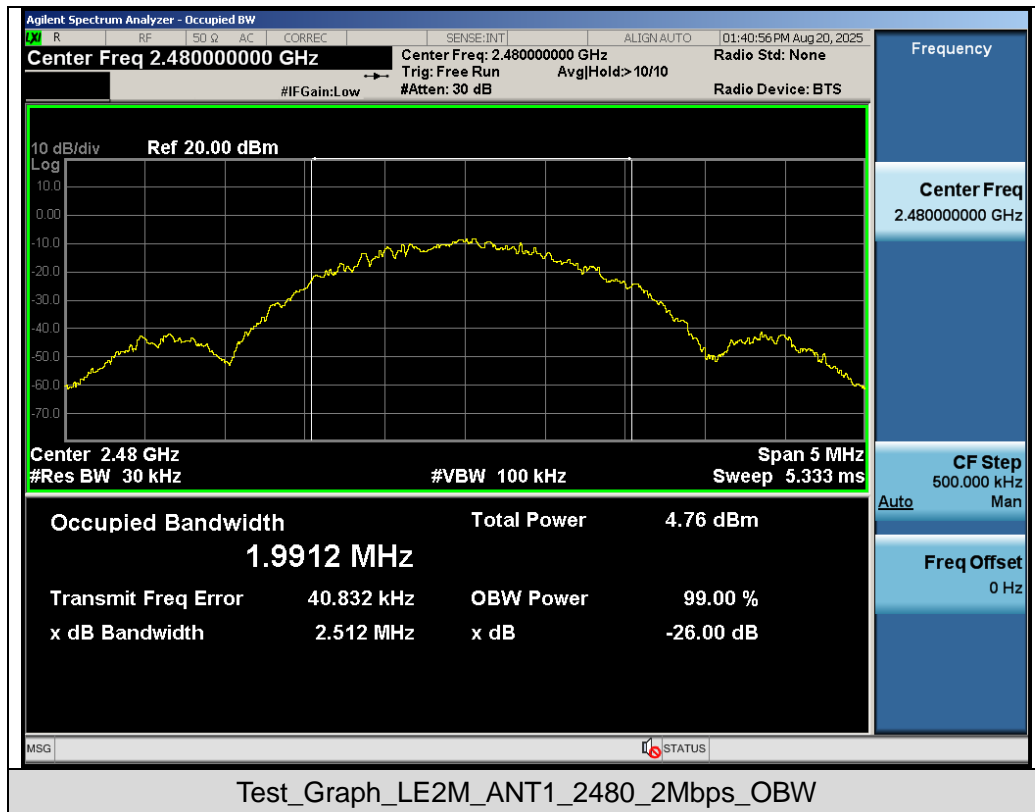 Agilent Spectrum Analyzer - Occupied BW
LXI R RF 50 Ω AC CORREC SENSE:INT ALIGN AUTO 01:40:56 PM Aug 20, 2025
Center Freq 2.480000000 GHz
Center Freq: 2.480000000 GHz Radio Std: None
Trig: Free Run Avg|Hold:> 10/10
#IFGain:Low #Atten: 30 dB Radio Device: BTS
10 dB/div Ref 20.00 dBm
Log
10.0
0.00
-10.0
-20.0
-30.0
-40.0
-50.0
-60.0
-70.0
Center 2.48 GHz Span 5 MHz
#Res BW 30 kHz #VBW 100 kHz Sweep 5.333 ms
Occupied Bandwidth Total Power 4.76 dBm
1.9912 MHz
Transmit Freq Error 40.832 kHz OBW Power 99.00 %
x dB Bandwidth 2.512 MHz x dB -26.00 dB
Frequency
Center Freq
2.480000000 GHz
CF Step
500.000 kHz
Auto Man
Freq Offset
0 Hz
MSG STATUS
Test_Graph_LE2M_ANT1_2480_2Mbps_OBW